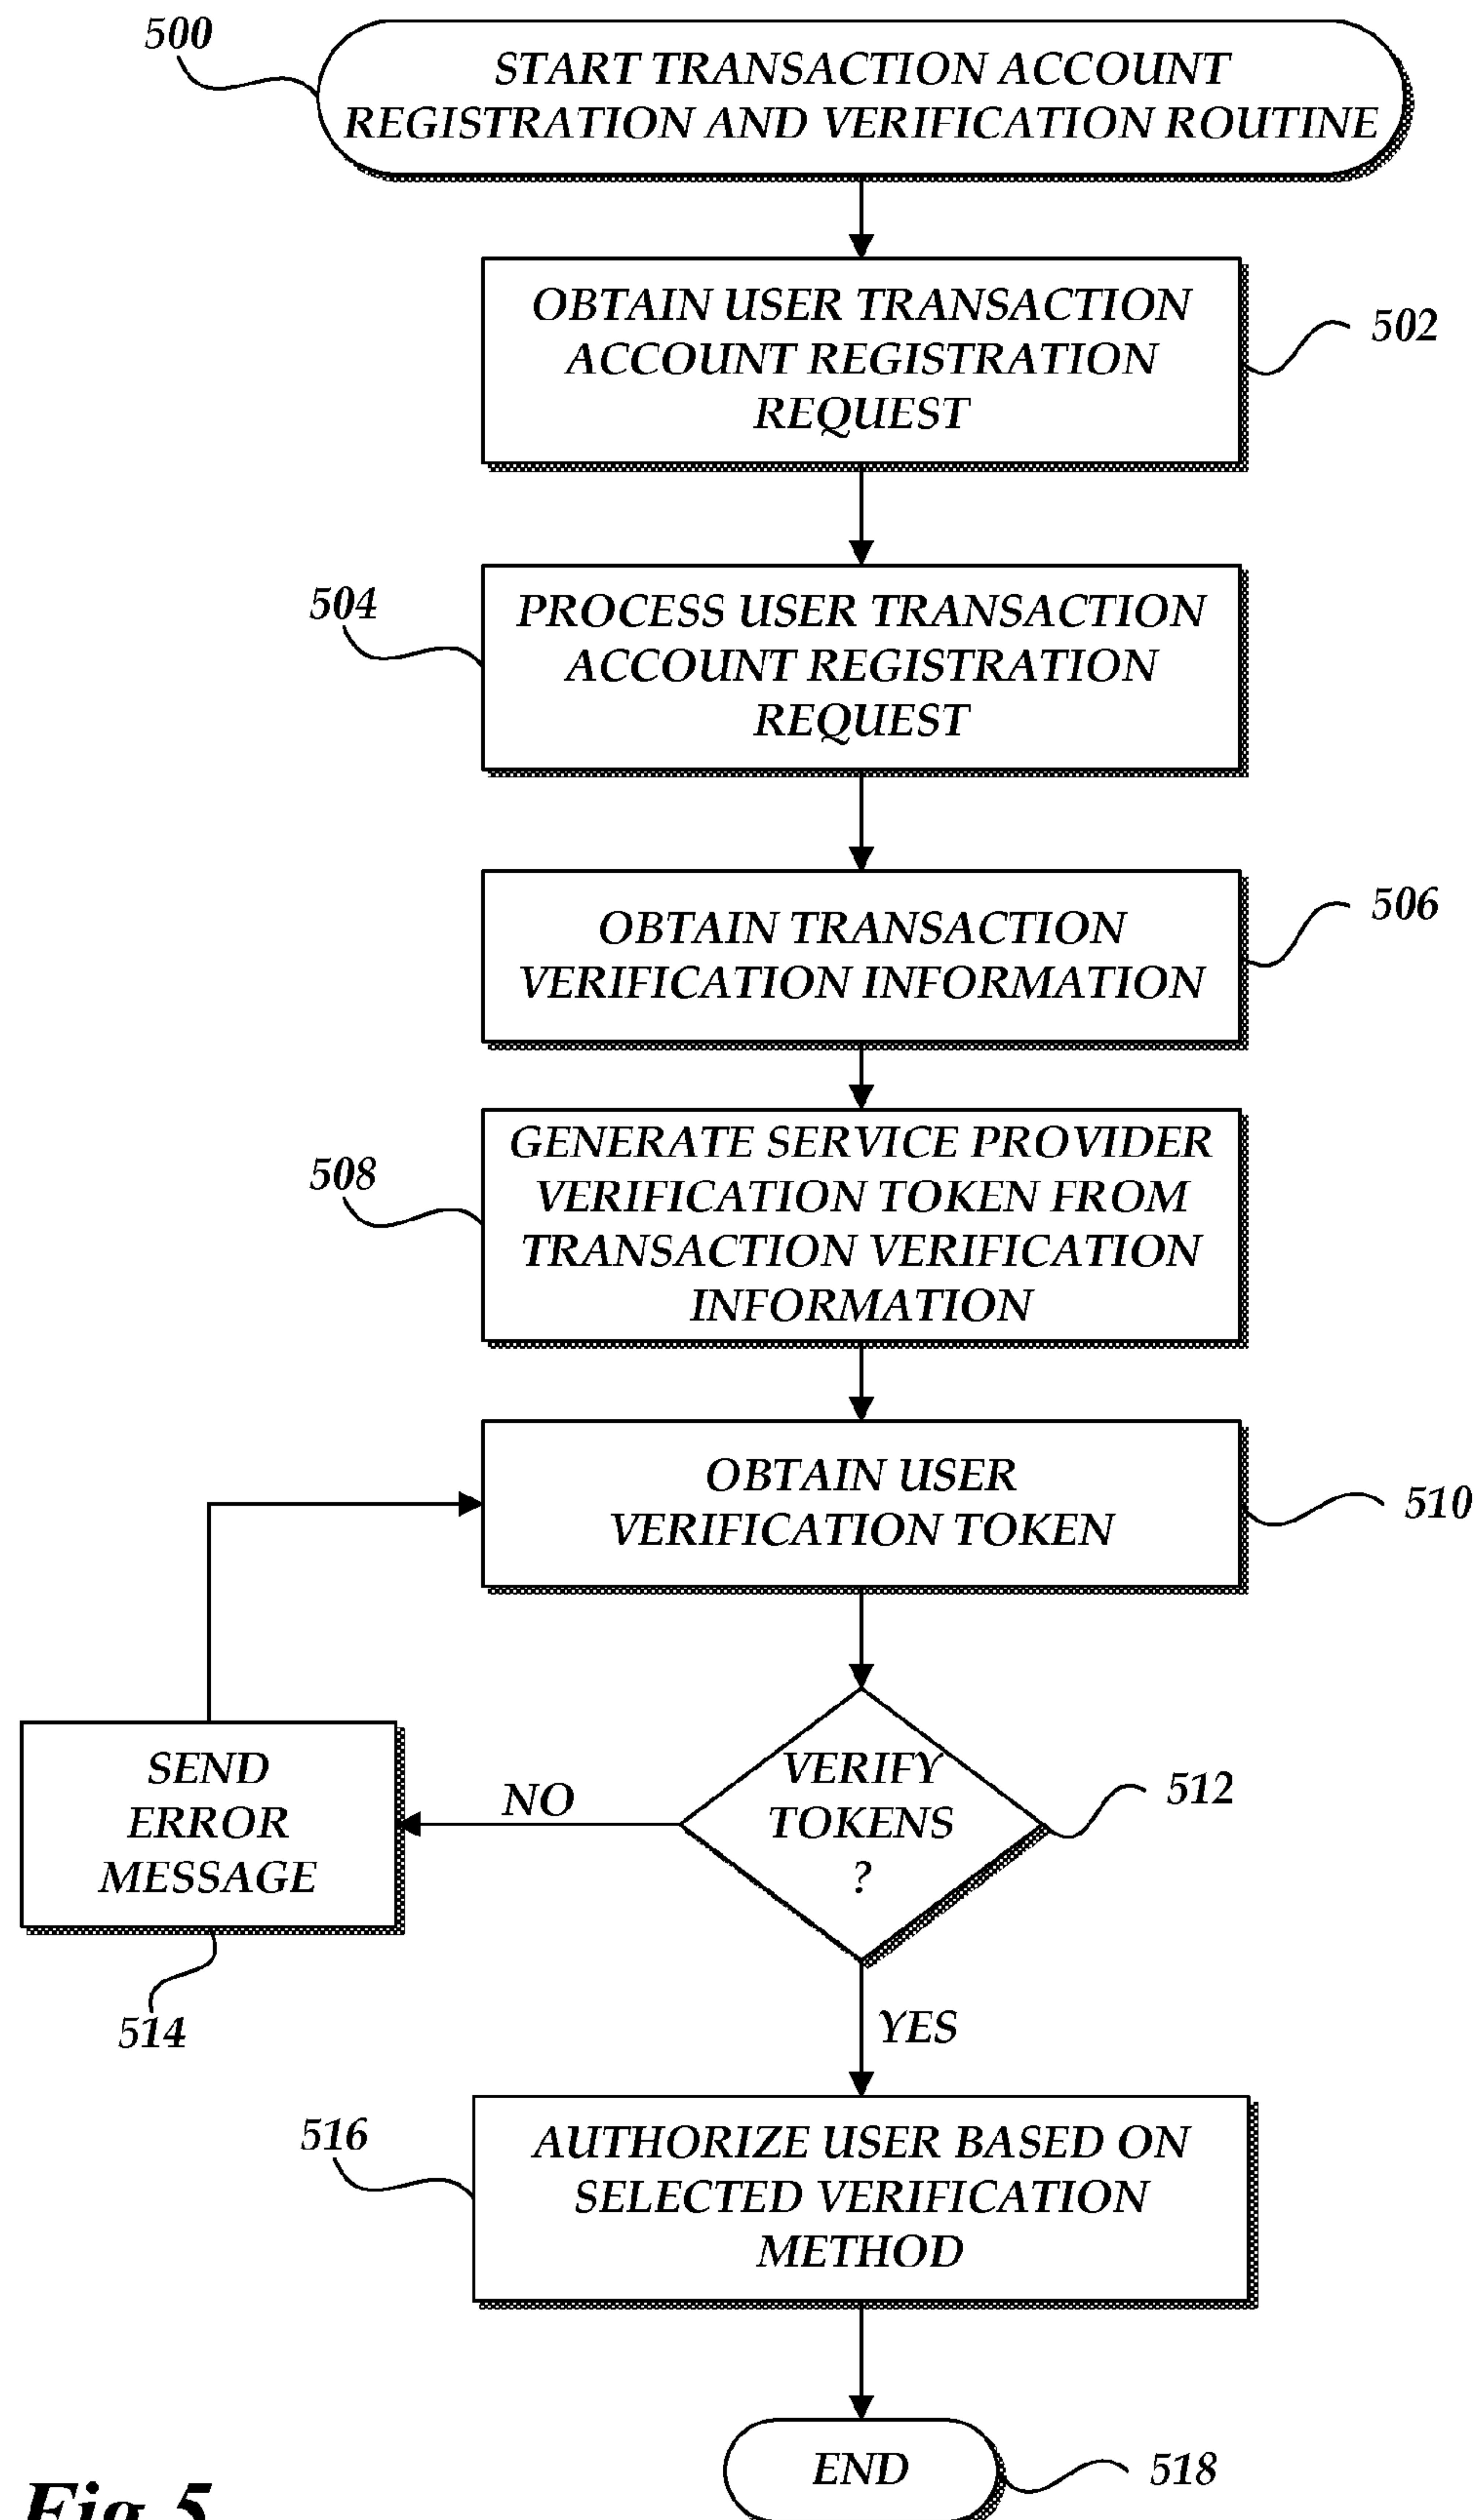 500
START TRANSACTION ACCOUNT
REGISTRATION AND VERIFICATION ROUTINE
OBTAIN USER TRANSACTION
ACCOUNT REGISTRATION
REQUEST
502
504
PROCESS USER TRANSACTION
ACCOUNT REGISTRATION
REQUEST
OBTAIN TRANSACTION
VERIFICATION INFORMATION
506
508
GENERATE SERVICE PROVIDER
VERIFICATION TOKEN FROM
TRANSACTION VERIFICATION
INFORMATION
OBTAIN USER
VERIFICATION TOKEN
510
SEND
ERROR
MESSAGE
514
NO
VERIFY
TOKENS
?
512
YES
516
AUTHORIZE USER BASED ON
SELECTED VERIFICATION
METHOD
END
518
Fig.5.